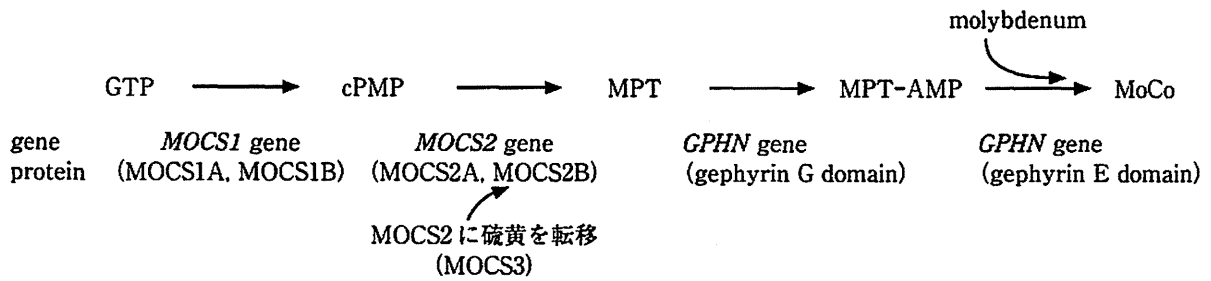 molybdenum
GTP cPMP MPT MPT-AMP MoCo
gene MOCS1 gene MOCS2 gene GPHN gene GPHN gene
protein (MOCS1A, MOCS1B) (MOCS2A, MOCS2B) (gephyrin G domain) (gephyrin E domain)
MOCS2に硫黄を転移
(MOCS3)